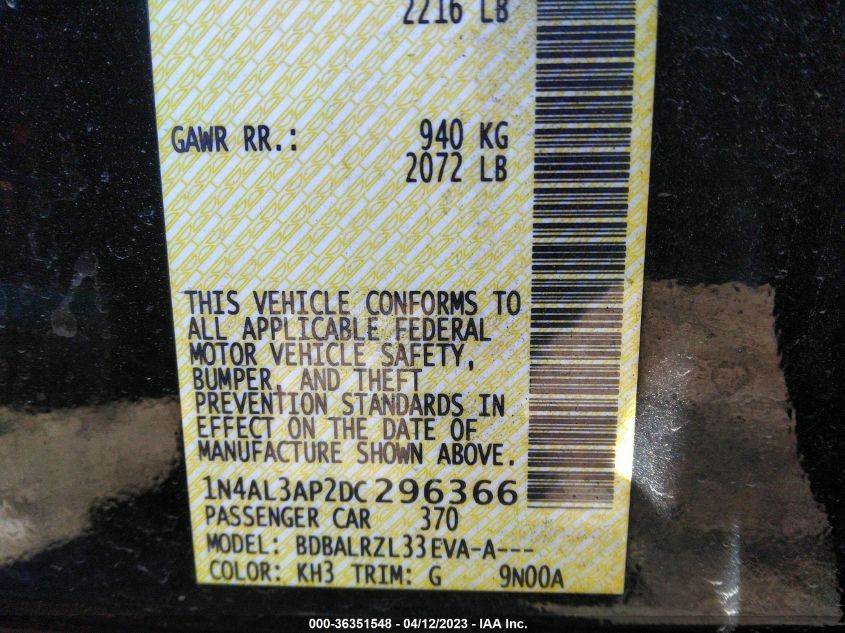 2216 LB
GAWR RR.: 940 KG
2072 LB
THIS VEHICLE CONFORMS TO
ALL APPLICABLE FEDERAL
MOTOR VEHICLE SAFETY,
BUMPER, AND THEFT
PREVENTION STANDARDS IN
EFFECT ON THE DATE OF
MANUFACTURE SHOWN ABOVE.
1N4AL3AP2DC296366
PASSENGER CAR 370
MODEL: BDBALRZL33EVA-A---
COLOR: KH3 TRIM: G 9N00A
000-36351548 - 04/12/2023 - IAA Inc.